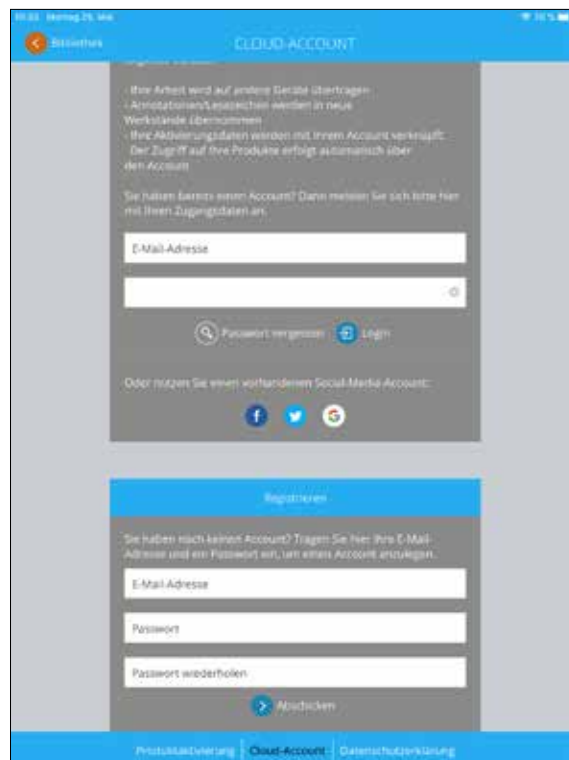 Montag 25. Mai
Bibliothek
CLOUD-ACCOUNT
- Ihre Arbeit wird auf andere Geräte übertragen
- Annotationen/Lesezeichen werden in neue
Werkstände übernommen
- Ihre Aktivierungsdaten werden mit Ihrem Account verknüpft.
Der Zugriff auf Ihre Produkte erfolgt automatisch über
den Account
Sie haben bereits einen Account? Dann melden Sie sich bitte hier
mit Ihren Zugangsdaten an.
E-Mail-Adresse
Passwort vergessen
Login
Oder nutzen Sie einen vorhandenen Social-Media-Account:
Registrieren
Sie haben noch keinen Account? Tragen Sie hier Ihre E-Mail-
Adresse und ein Passwort ein, um einen Account anzulegen.
E-Mail-Adresse
Passwort
Passwort wiederholen
Abschicken
Produktaktivierung
Cloud-Account
Datenschutzerklärung